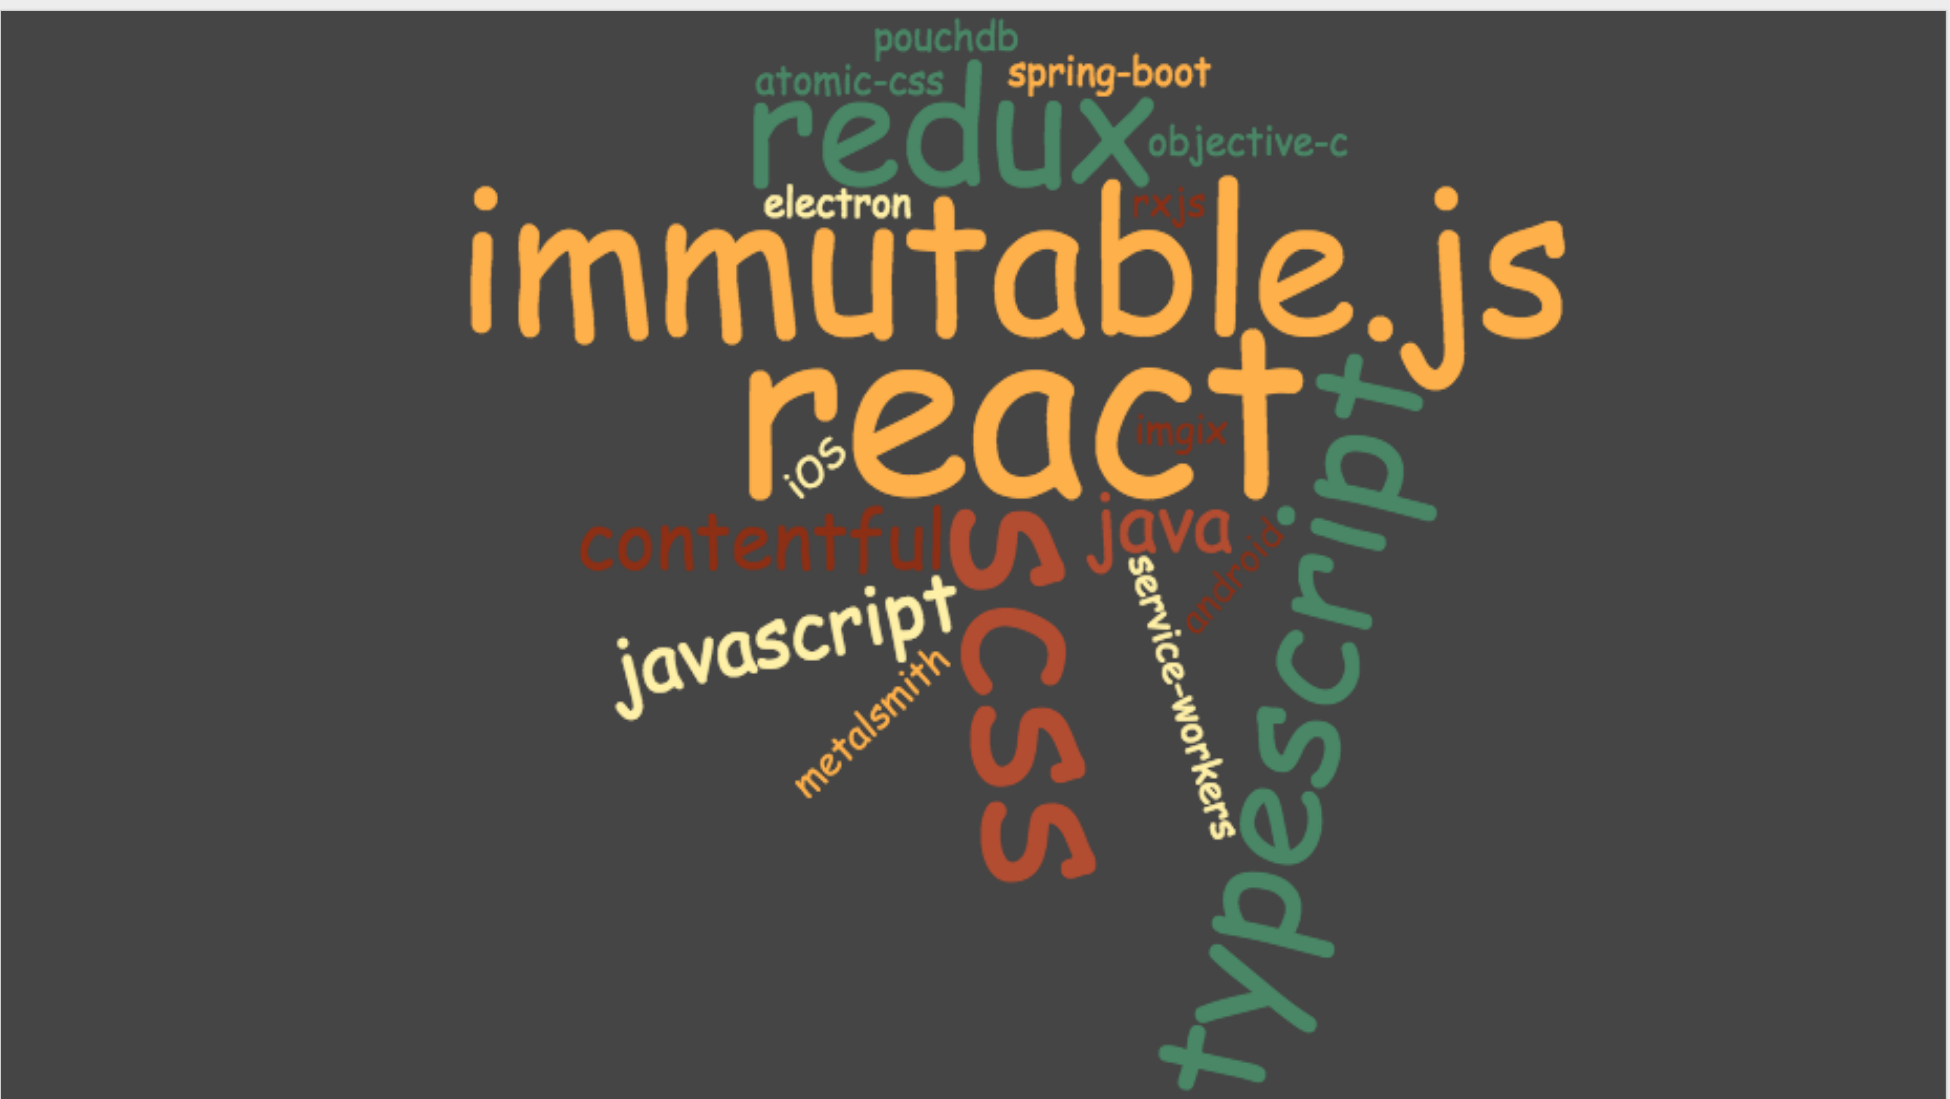 pouchdb
spring-boot
atomic-css
redux
objective-c
electron
rxjs
immutable.js
react
imgix
iOS
typescript
contentful
scss
java
android
service-workers
javascript
metalsmith